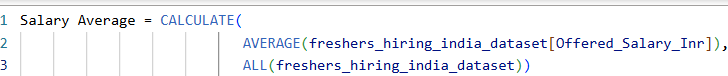 1 Salary Average = CALCULATE(
2 AVERAGE(freshers_hiring_india_dataset[Offered_Salary_Inr]),
3 ALL(freshers_hiring_india_dataset))